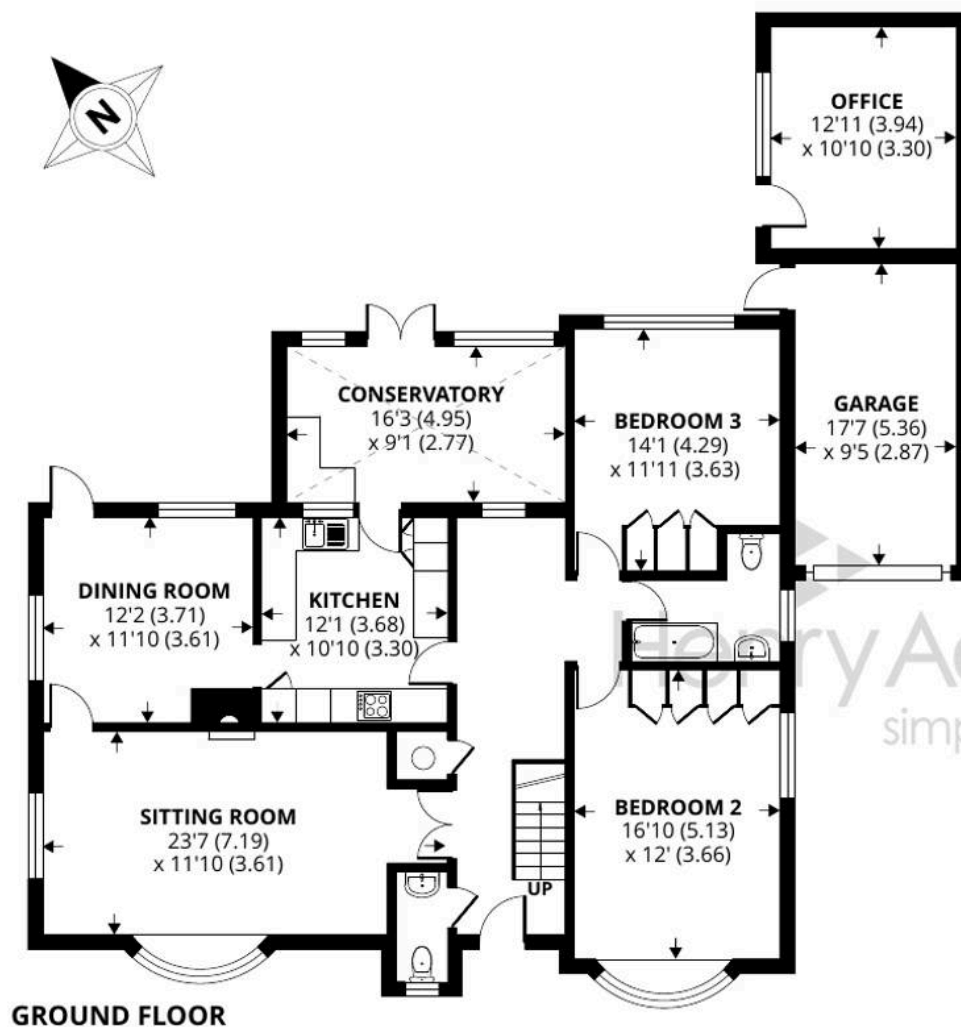 N
OFFICE
12'11 (3.94)
x 10'10 (3.30)
CONSERVATORY
16'3 (4.95)
x 9'1 (2.77)
BEDROOM 3
14'1 (4.29)
x 11'11 (3.63)
GARAGE
17'7 (5.36)
x 9'5 (2.87)
DINING ROOM
12'2 (3.71)
x 11'10 (3.61)
KITCHEN
12'1 (3.68)
x 10'10 (3.30)
Henry Ad
simp
SITTING ROOM
23'7 (7.19)
x 11'10 (3.61)
BEDROOM 2
16'10 (5.13)
x 12' (3.66)
UP
GROUND FLOOR